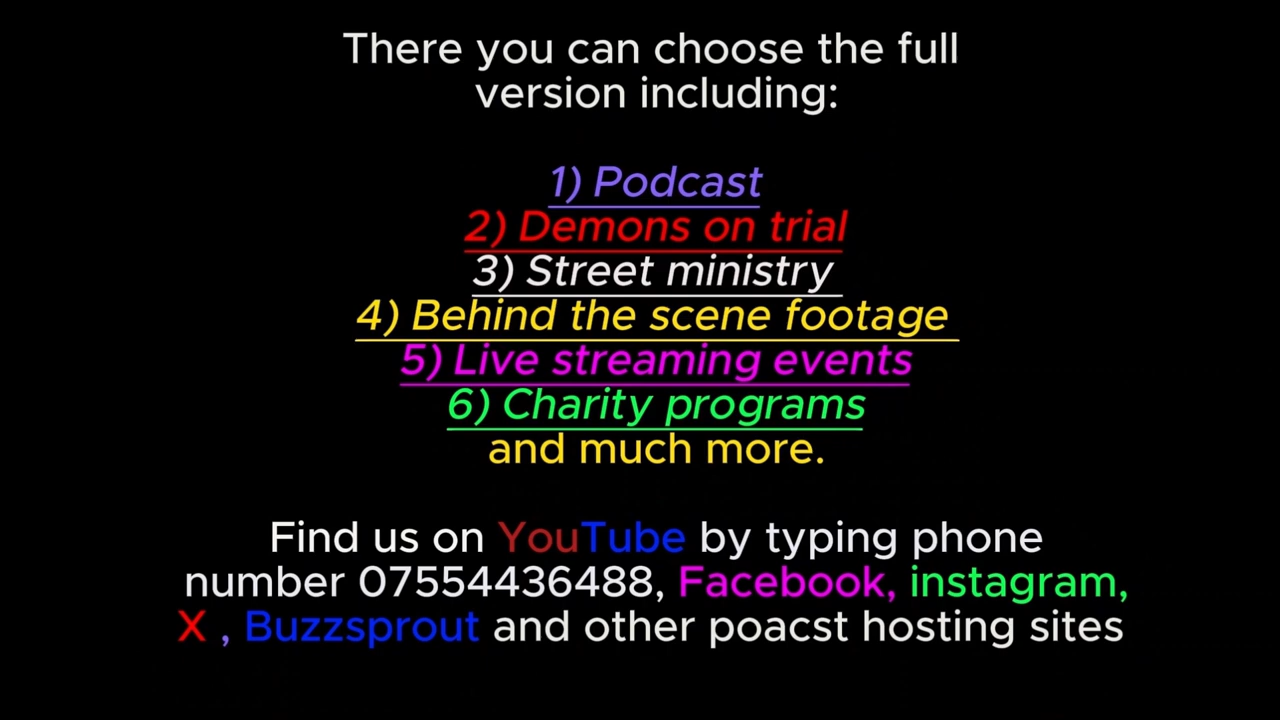 There you can choose the full
version including:
1) Podcast
2) Demons on trial
3) Street ministry
4) Behind the scene footage
5) Live streaming events
6) Charity programs
and much more.
Find us on YouTube by typing phone
number 07554436488, Facebook, instagram,
X , Buzzsprout and other poacst hosting sites